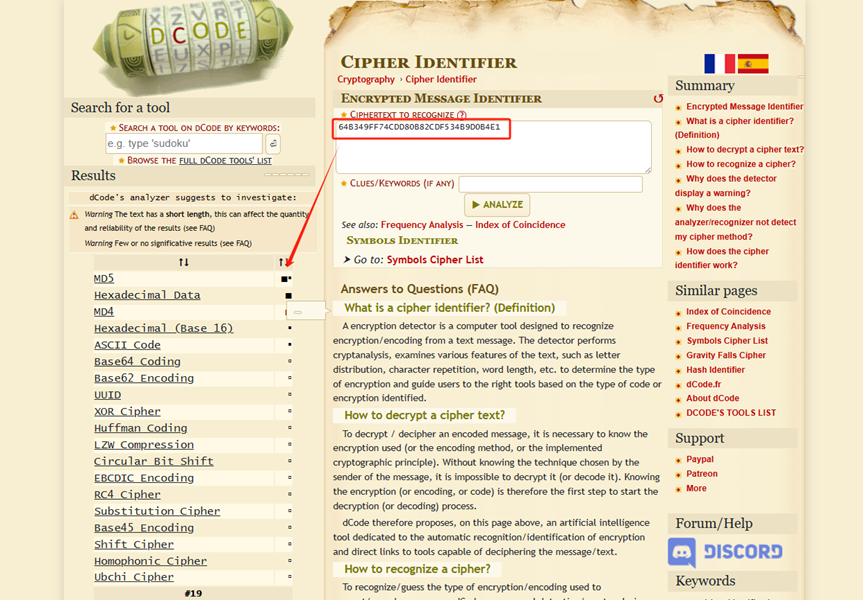 DCODE
Search for a tool
★ SEARCH A TOOL ON DCODE BY KEYWORDS:
e.g. type 'sudoku'
★ BROWSE THE FULL DCODE TOOLS' LIST
Results
dCode's analyzer suggests to investigate:
Warning The text has a short length, this can affect the quantity
and reliability of the results (see FAQ)
Warning Few or no significative results (see FAQ)
↑↓ ↑↓
MD5
Hexadecimal Data
MD4
Hexadecimal (Base 16)
ASCII Code
Base64 Coding
Base62 Encoding
UUID
XOR Cipher
Huffman Coding
LZW Compression
Circular Bit Shift
EBCDIC Encoding
RC4 Cipher
Substitution Cipher
Base45 Encoding
Shift Cipher
Homophonic Cipher
Ubchi Cipher
#19
CIPHER IDENTIFIER
Cryptography › Cipher Identifier
ENCRYPTED MESSAGE IDENTIFIER
★ CIPHERTEXT TO RECOGNIZE (?)
64B349FF74CDD80B82CDF534B9D0B4E1
★ CLUES/KEYWORDS (IF ANY)
▶ ANALYZE
See also: Frequency Analysis – Index of Coincidence
SYMBOLS IDENTIFIER
➤ Go to: Symbols Cipher List
Answers to Questions (FAQ)
What is a cipher identifier? (Definition)
A encryption detector is a computer tool designed to recognize
encryption/encoding from a text message. The detector performs
cryptanalysis, examines various features of the text, such as letter
distribution, character repetition, word length, etc. to determine the type
of encryption and guide users to the right tools based on the type of code or
encryption identified.
How to decrypt a cipher text?
To decrypt / decipher an encoded message, it is necessary to know the
encryption used (or the encoding method, or the implemented
cryptographic principle). Without knowing the technique chosen by the
sender of the message, it is impossible to decrypt it (or decode it). Knowing
the encryption (or encoding, or code) is therefore the first step to start the
decryption (or decoding) process.
dCode therefore proposes, on this page above, an artificial intelligence
tool dedicated to the automatic recognition/identification of encryption
and direct links to tools capable of deciphering the message/text.
How to recognize a cipher?
To recognize/guess the type of encryption/encoding used to
Summary
Encrypted Message Identifier
What is a cipher identifier?
(Definition)
How to decrypt a cipher text?
How to recognize a cipher?
Why does the detector
display a warning?
Why does the
analyzer/recognizer not detect
my cipher method?
How does the cipher
identifier work?
Similar pages
Index of Coincidence
Frequency Analysis
Symbols Cipher List
Gravity Falls Cipher
Hash Identifier
dCode.fr
About dCode
DCODE'S TOOLS LIST
Support
Paypal
Patreon
More
Forum/Help
DISCORD
Keywords